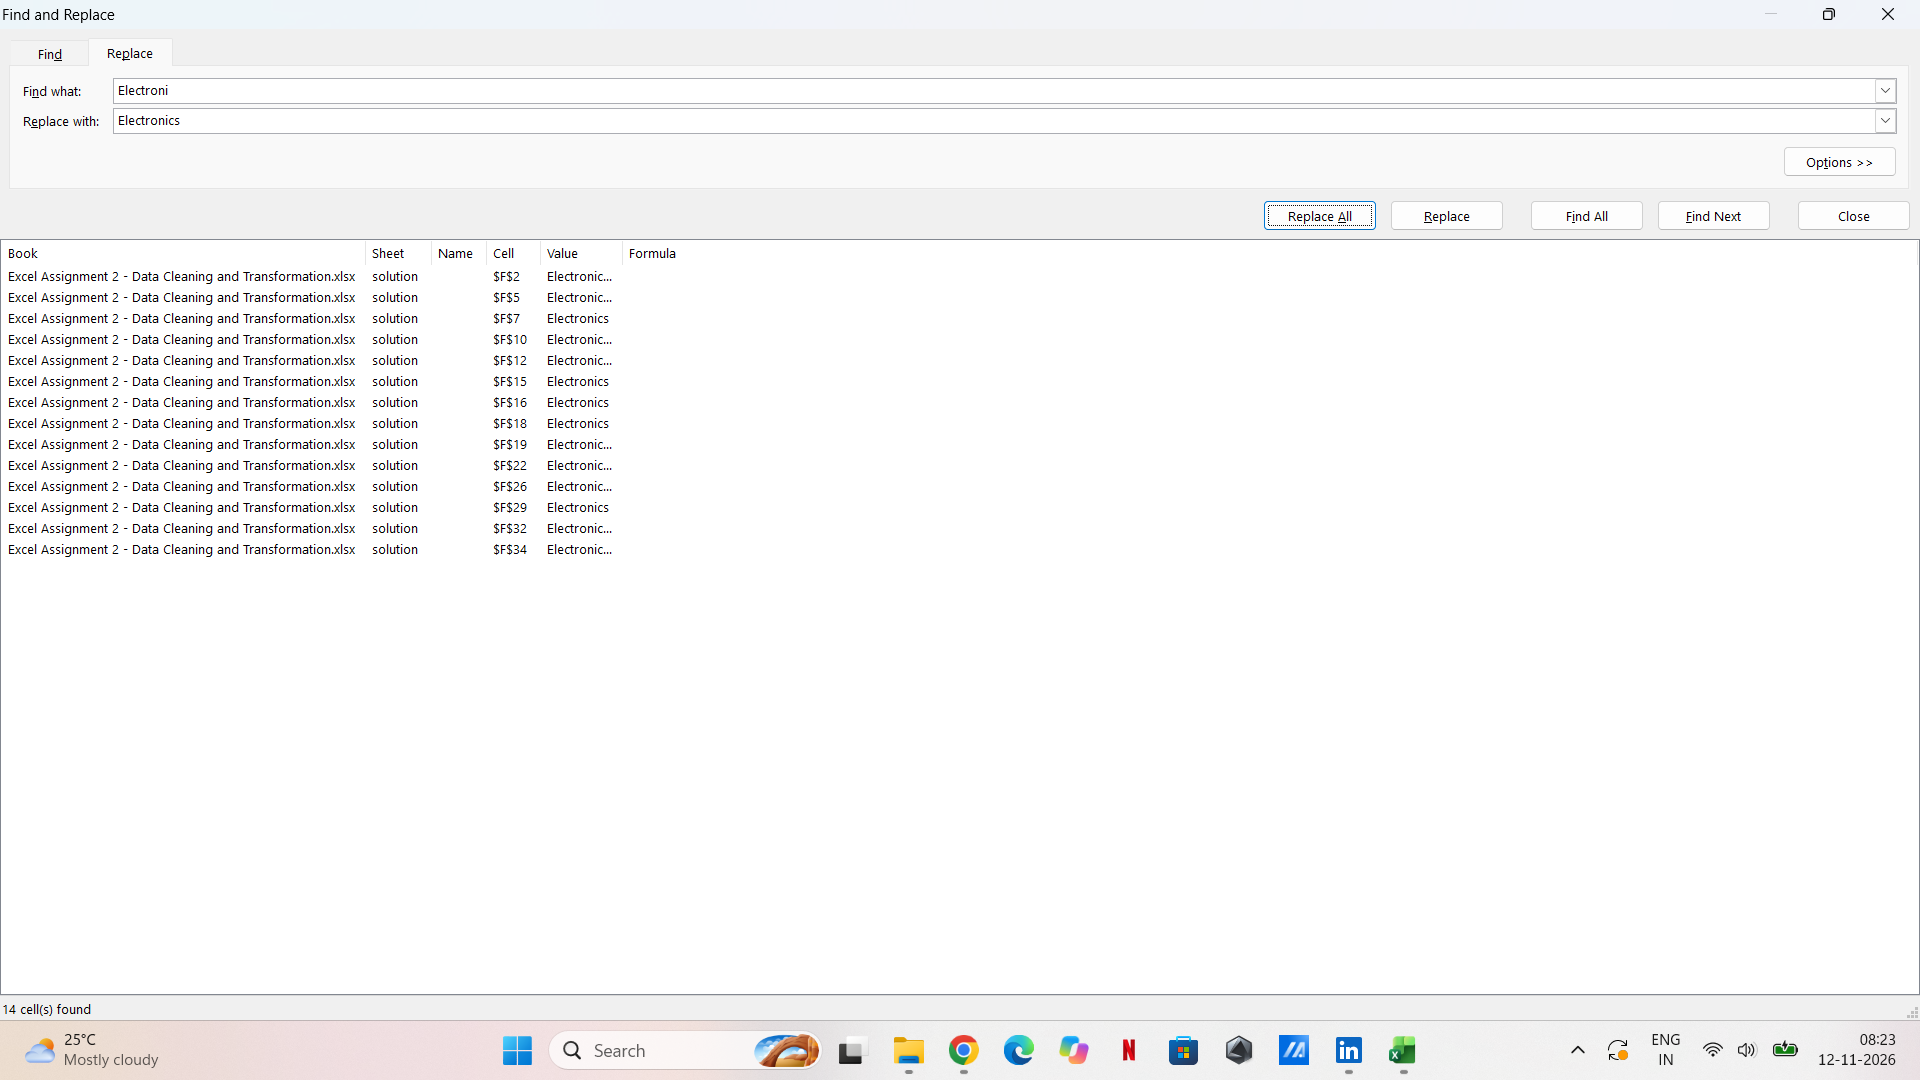 Find and Replace
Find Replace
Find what: Electroni
Replace with: Electronics
Options >>
Replace All Replace Find All Find Next Close
Book Sheet Name Cell Value Formula
Excel Assignment 2 - Data Cleaning and Transformation.xlsx solution $F$2 Electronic...
Excel Assignment 2 - Data Cleaning and Transformation.xlsx solution $F$5 Electronic...
Excel Assignment 2 - Data Cleaning and Transformation.xlsx solution $F$7 Electronics
Excel Assignment 2 - Data Cleaning and Transformation.xlsx solution $F$10 Electronic...
Excel Assignment 2 - Data Cleaning and Transformation.xlsx solution $F$12 Electronic...
Excel Assignment 2 - Data Cleaning and Transformation.xlsx solution $F$15 Electronics
Excel Assignment 2 - Data Cleaning and Transformation.xlsx solution $F$16 Electronics
Excel Assignment 2 - Data Cleaning and Transformation.xlsx solution $F$18 Electronics
Excel Assignment 2 - Data Cleaning and Transformation.xlsx solution $F$19 Electronic...
Excel Assignment 2 - Data Cleaning and Transformation.xlsx solution $F$22 Electronic...
Excel Assignment 2 - Data Cleaning and Transformation.xlsx solution $F$26 Electronic...
Excel Assignment 2 - Data Cleaning and Transformation.xlsx solution $F$29 Electronics
Excel Assignment 2 - Data Cleaning and Transformation.xlsx solution $F$32 Electronic...
Excel Assignment 2 - Data Cleaning and Transformation.xlsx solution $F$34 Electronic...
14 cell(s) found
25°C
Mostly cloudy
Search
N
in
ENG
IN
08:23
12-11-2026